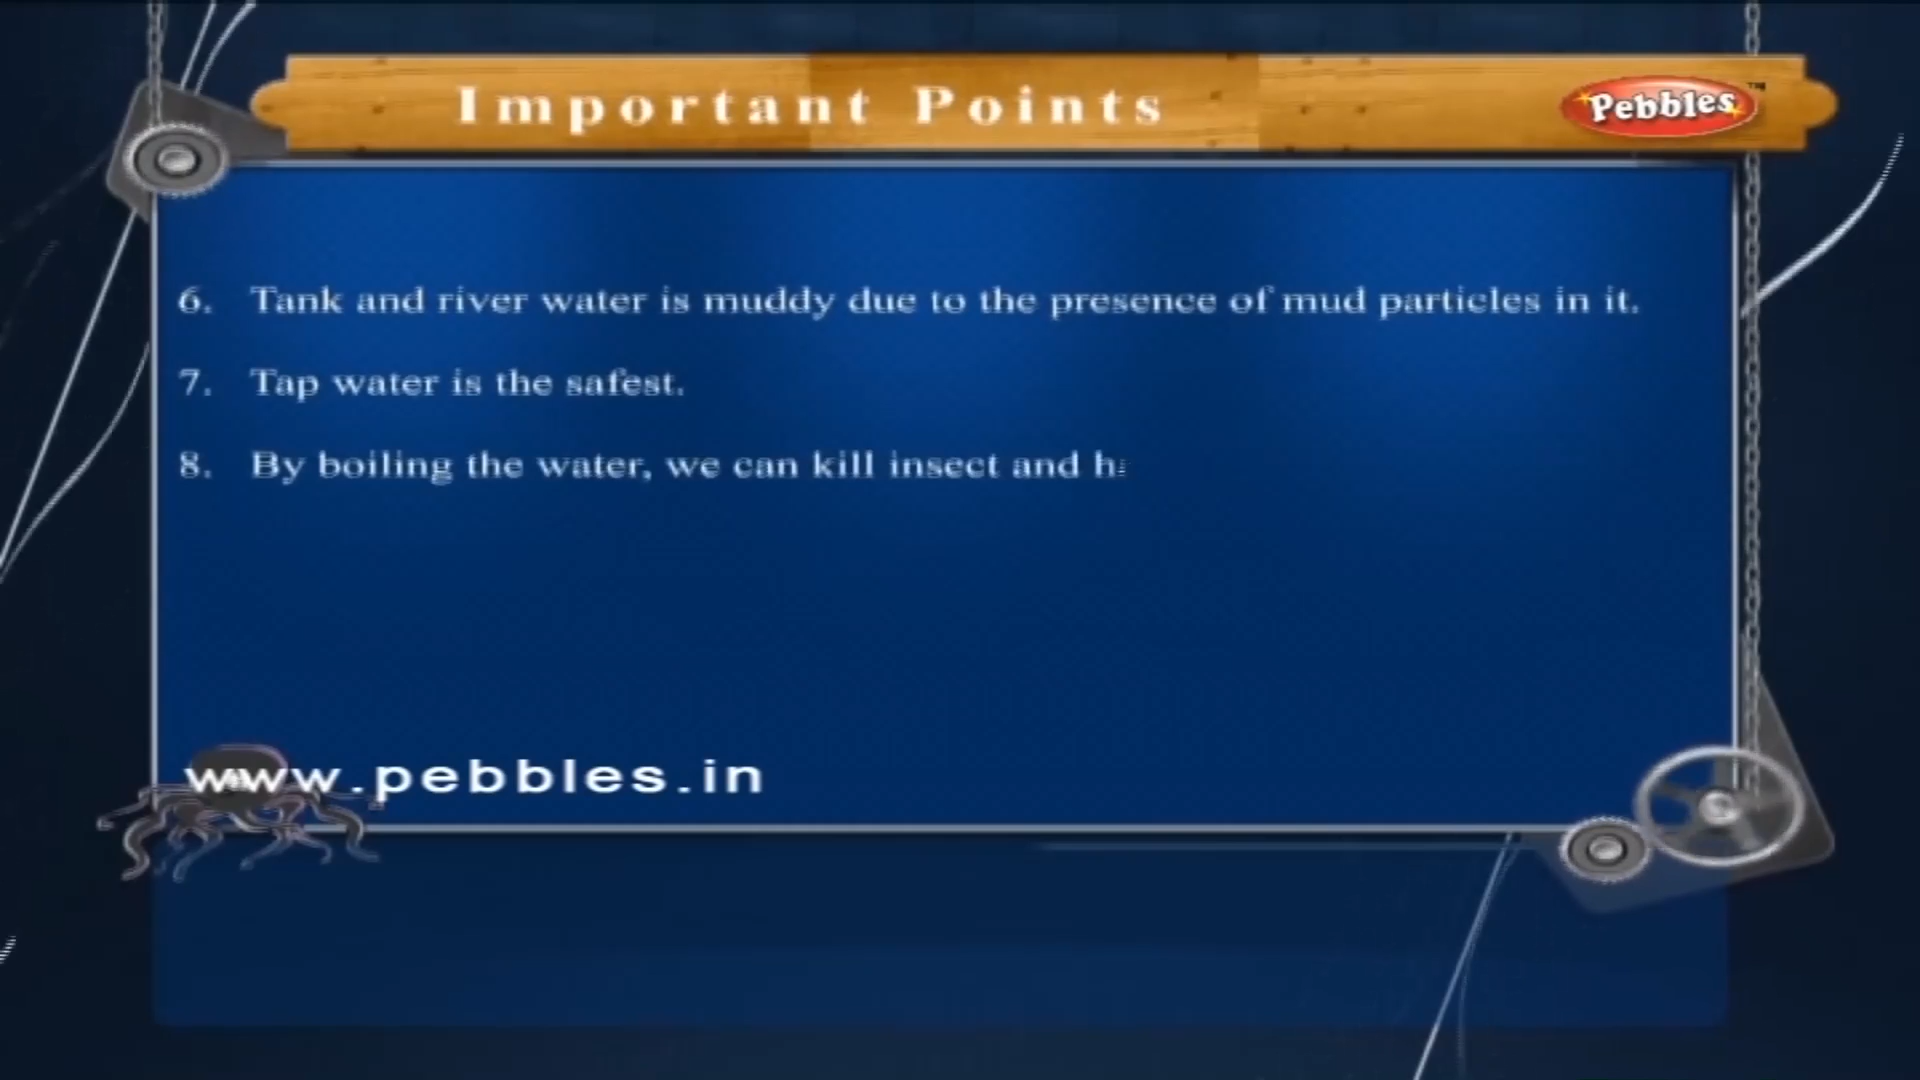 Important Points
Pebbles™
6. Tank and river water is muddy due to the presence of mud particles in it.
7. Tap water is the safest.
8. By boiling the water, we can kill insect and
www.pebbles.in